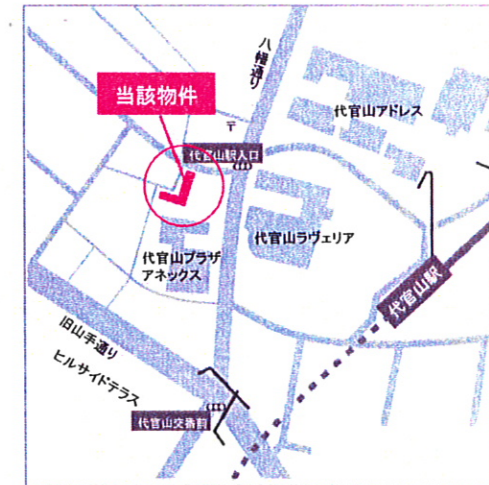 八幡通り
当該物件
〒
代官山アドレス
代官山駅入口
代官山ラヴェリア
代官山プラザ
アネックス
代官山駅
旧山手通り
ヒルサイドテラス
代官山交番前